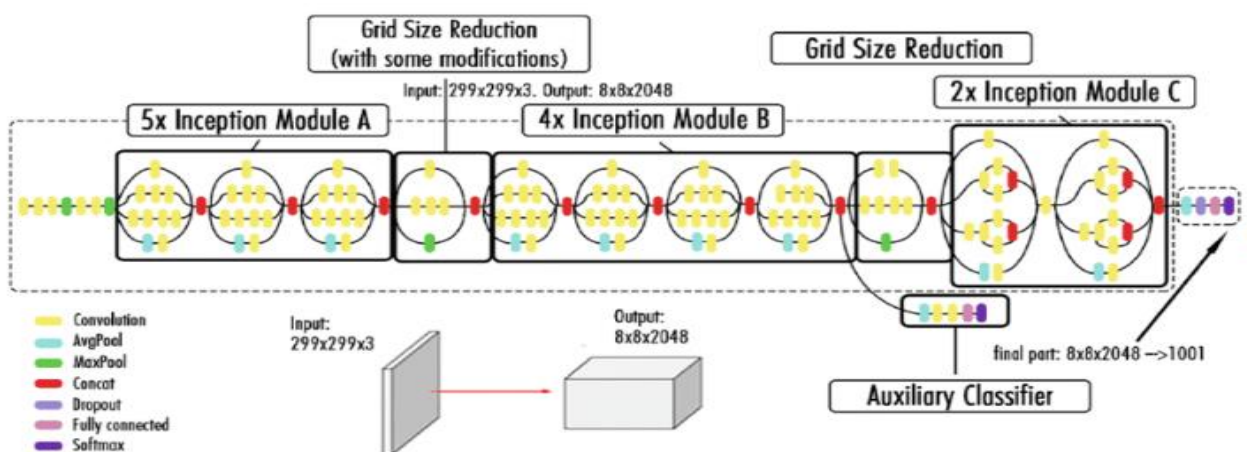 Grid Size Reduction
(with some modifications)
Grid Size Reduction
Input: 299x299x3. Output: 8x8x2048
5x Inception Module A
4x Inception Module B
2x Inception Module C
Convolution
AvgPool
MaxPool
Concat
Dropout
Fully connected
Softmax
Input:
299x299x3
Output:
8x8x2048
final part: 8x8x2048 -->1001
Auxiliary Classifier